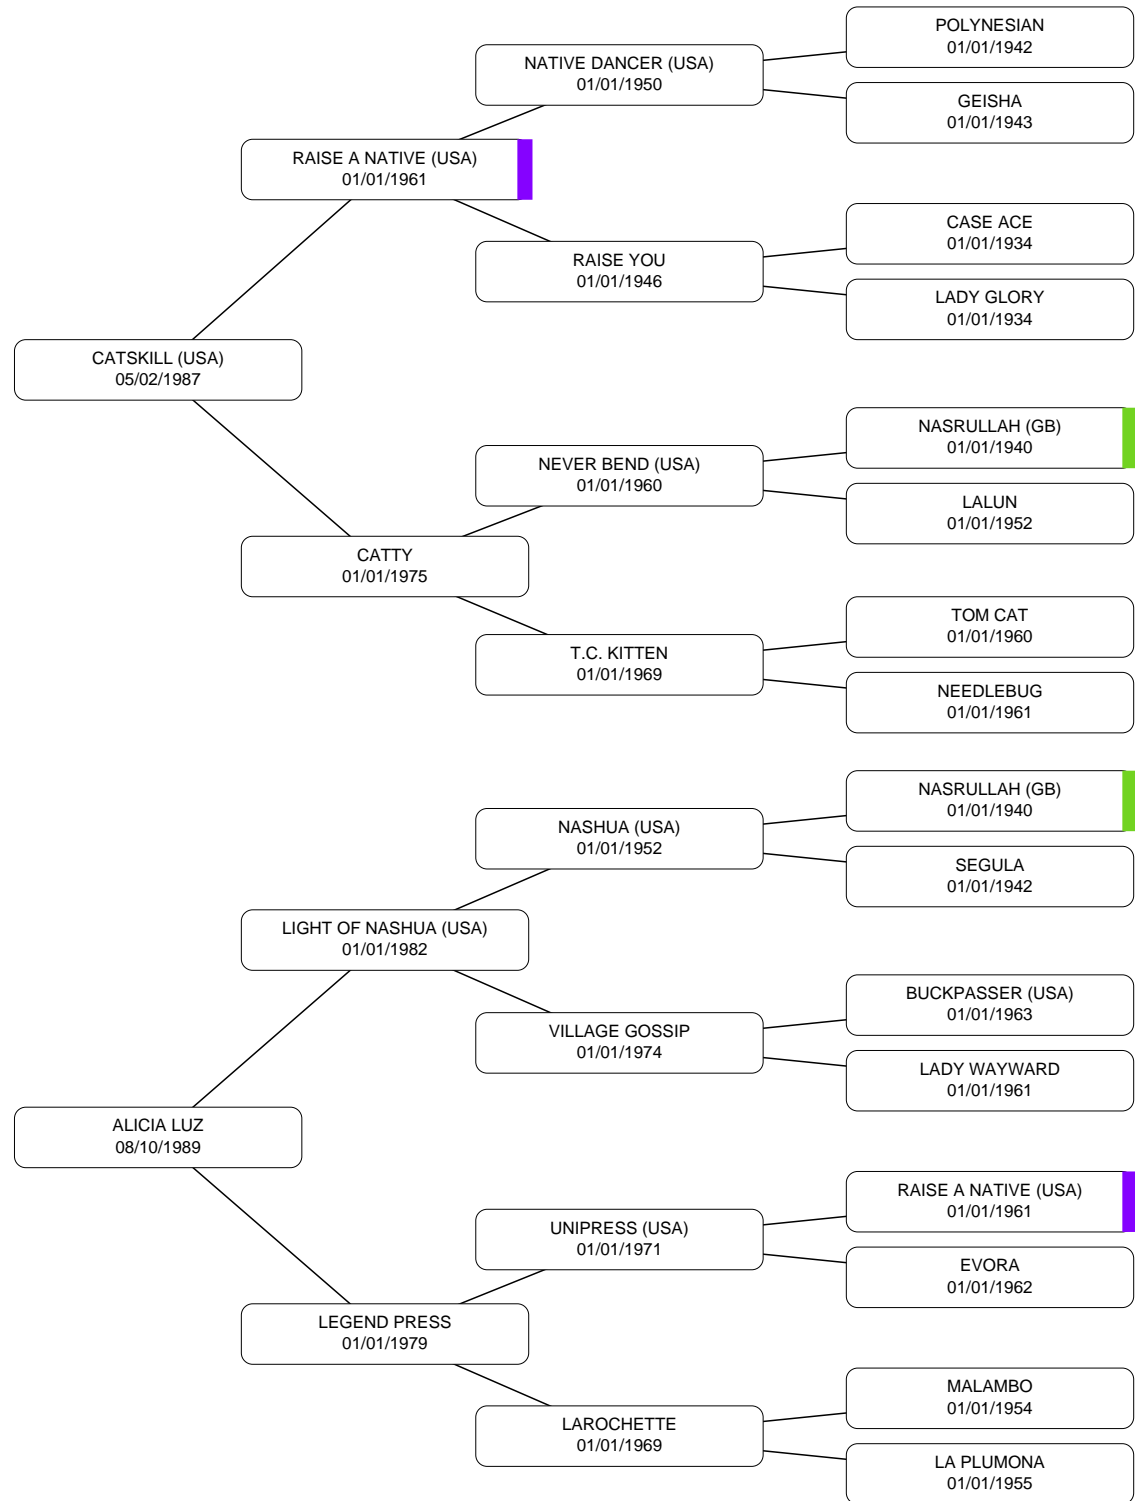 POLYNESIAN
01/01/1942
NATIVE DANCER (USA)
01/01/1950
GEISHA
01/01/1943
RAISE A NATIVE (USA)
01/01/1961
CASE ACE
01/01/1934
RAISE YOU
01/01/1946
LADY GLORY
01/01/1934
CATSKILL (USA)
05/02/1987
NASRULLAH (GB)
01/01/1940
NEVER BEND (USA)
01/01/1960
LALUN
01/01/1952
CATTY
01/01/1975
TOM CAT
01/01/1960
T.C. KITTEN
01/01/1969
NEEDLEBUG
01/01/1961
NASRULLAH (GB)
01/01/1940
NASHUA (USA)
01/01/1952
SEGULA
01/01/1942
LIGHT OF NASHUA (USA)
01/01/1982
BUCKPASSER (USA)
01/01/1963
VILLAGE GOSSIP
01/01/1974
LADY WAYWARD
01/01/1961
ALICIA LUZ
08/10/1989
RAISE A NATIVE (USA)
01/01/1961
UNIPRESS (USA)
01/01/1971
EVORA
01/01/1962
LEGEND PRESS
01/01/1979
MALAMBO
01/01/1954
LAROCHETTE
01/01/1969
LA PLUMONA
01/01/1955